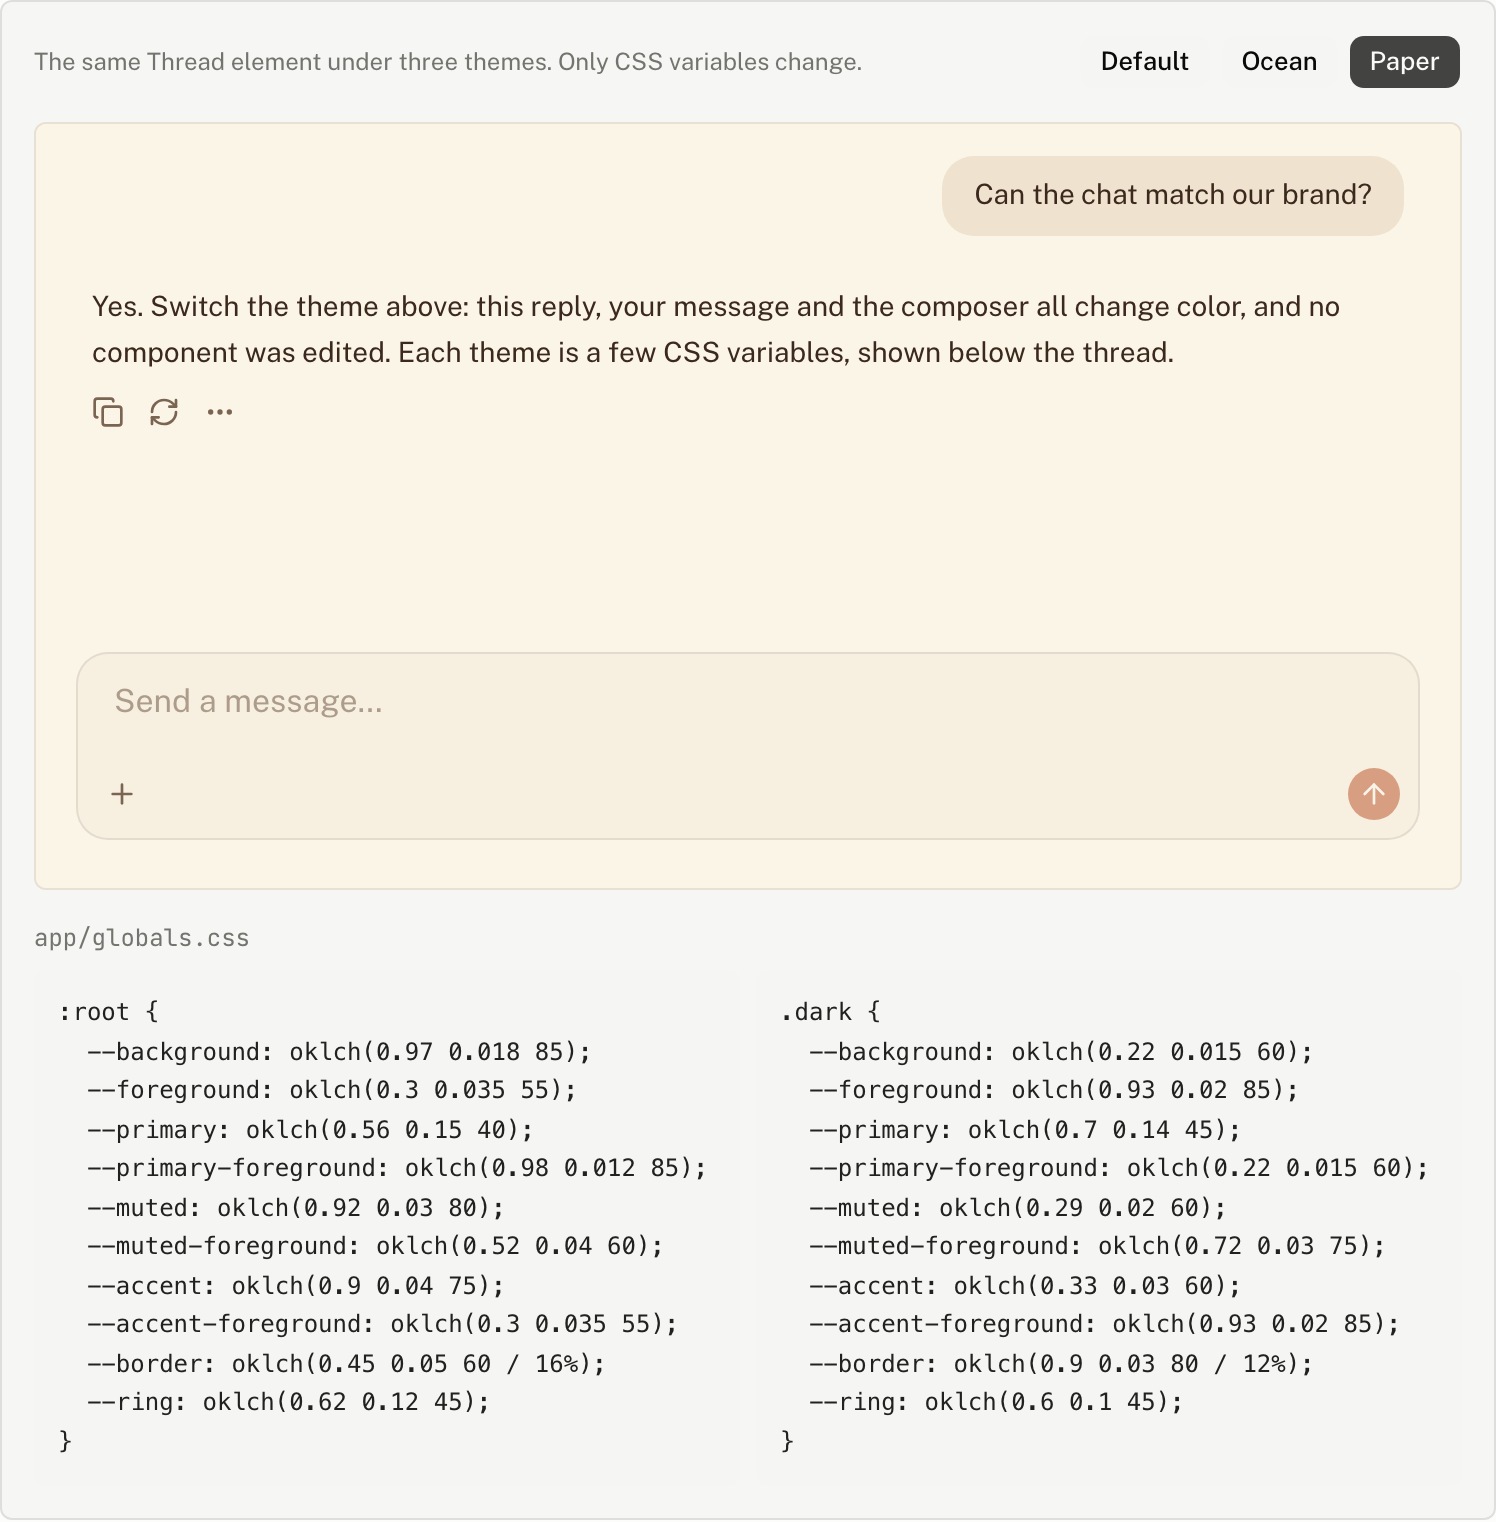 The same Thread element under three themes. Only CSS variables change.
Default
Ocean
Paper
Can the chat match our brand?
Yes. Switch the theme above: this reply, your message and the composer all change color, and no
component was edited. Each theme is a few CSS variables, shown below the thread.
Send a message...
app/globals.css
:root {
  --background: oklch(0.97 0.018 85);
  --foreground: oklch(0.3 0.035 55);
  --primary: oklch(0.56 0.15 40);
  --primary-foreground: oklch(0.98 0.012 85);
  --muted: oklch(0.92 0.03 80);
  --muted-foreground: oklch(0.52 0.04 60);
  --accent: oklch(0.9 0.04 75);
  --accent-foreground: oklch(0.3 0.035 55);
  --border: oklch(0.45 0.05 60 / 16%);
  --ring: oklch(0.62 0.12 45);
}
.dark {
  --background: oklch(0.22 0.015 60);
  --foreground: oklch(0.93 0.02 85);
  --primary: oklch(0.7 0.14 45);
  --primary-foreground: oklch(0.22 0.015 60);
  --muted: oklch(0.29 0.02 60);
  --muted-foreground: oklch(0.72 0.03 75);
  --accent: oklch(0.33 0.03 60);
  --accent-foreground: oklch(0.93 0.02 85);
  --border: oklch(0.9 0.03 80 / 12%);
  --ring: oklch(0.6 0.1 45);
}